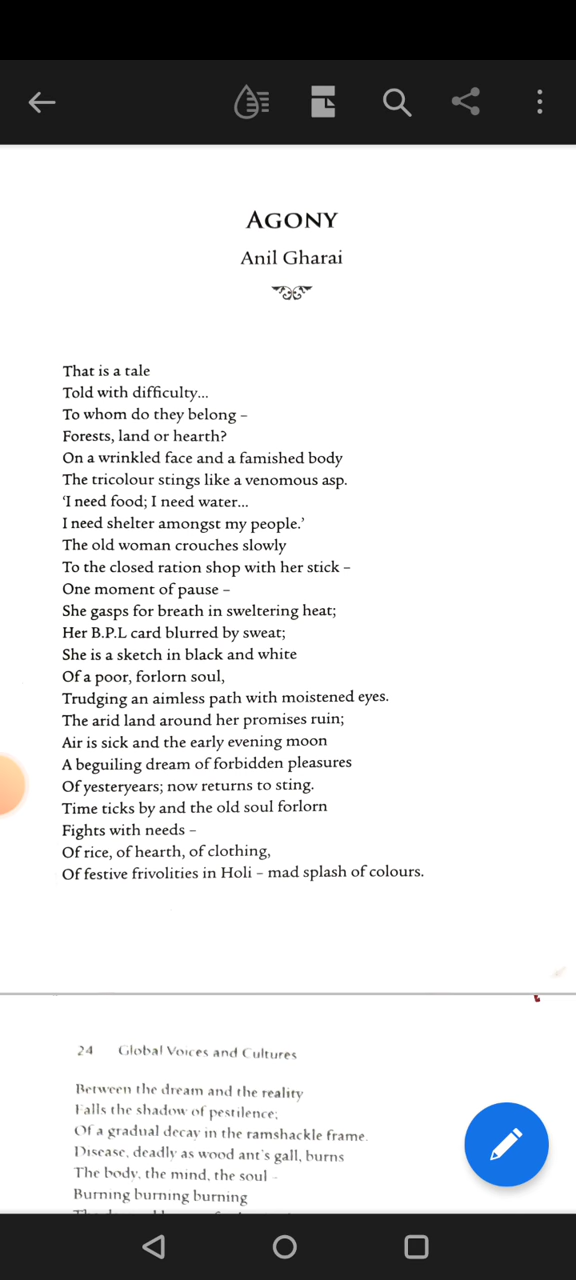 AGONY
Anil Gharai
That is a tale
Told with difficulty...
To whom do they belong –
Forests, land or hearth?
On a wrinkled face and a famished body
The tricolour stings like a venomous asp.
‘I need food; I need water...
I need shelter amongst my people.’
The old woman crouches slowly
To the closed ration shop with her stick –
One moment of pause –
She gasps for breath in sweltering heat;
Her B.P.L card blurred by sweat;
She is a sketch in black and white
Of a poor, forlorn soul,
Trudging an aimless path with moistened eyes.
The arid land around her promises ruin;
Air is sick and the early evening moon
A beguiling dream of forbidden pleasures
Of yesteryears; now returns to sting.
Time ticks by and the old soul forlorn
Fights with needs –
Of rice, of hearth, of clothing,
Of festive frivolities in Holi – mad splash of colours.
24 Global Voices and Cultures
Between the dream and the reality
Falls the shadow of pestilence;
Of a gradual decay in the ramshackle frame.
Disease, deadly as wood ant's gall, burns
The body, the mind, the soul –
Burning burning burning